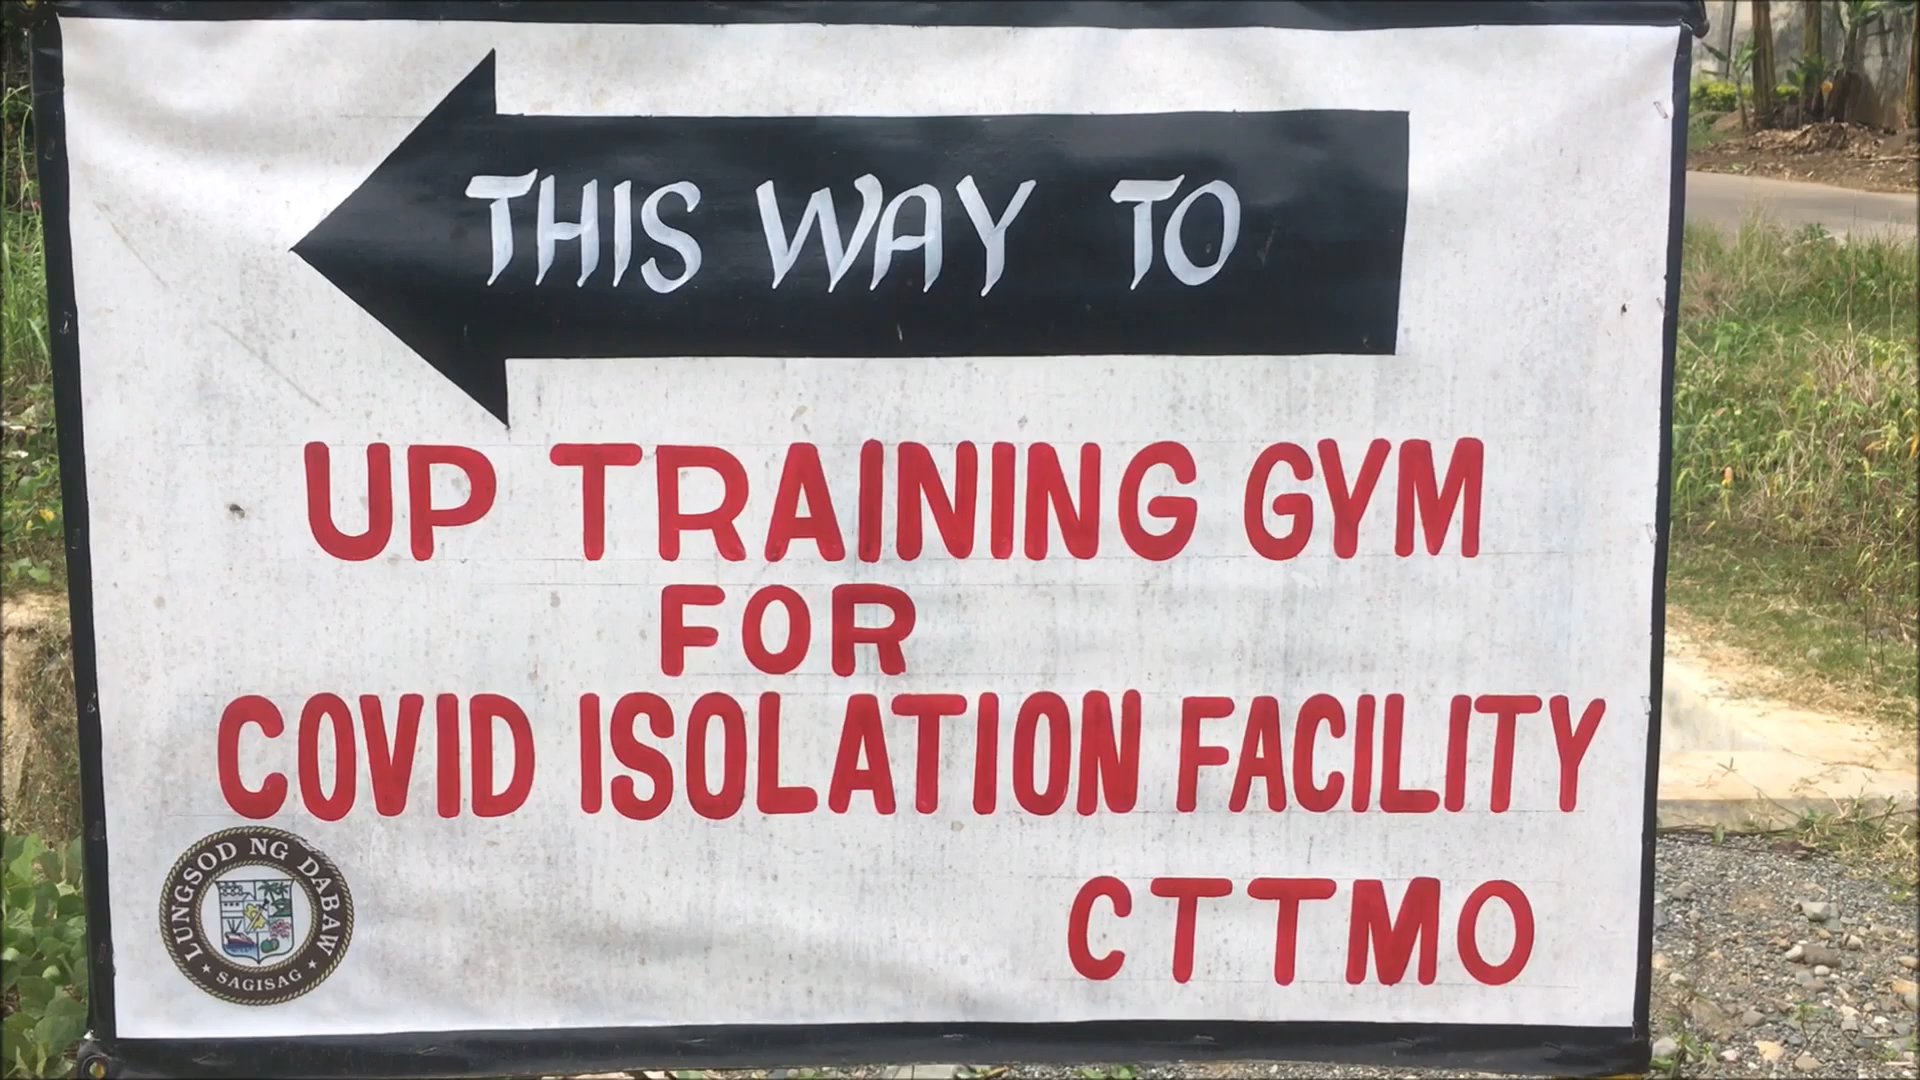 THIS WAY TO
UP TRAINING GYM
FOR
COVID ISOLATION FACILITY
CTTMO
LUNGSOD NG DABAW
SAGISAG